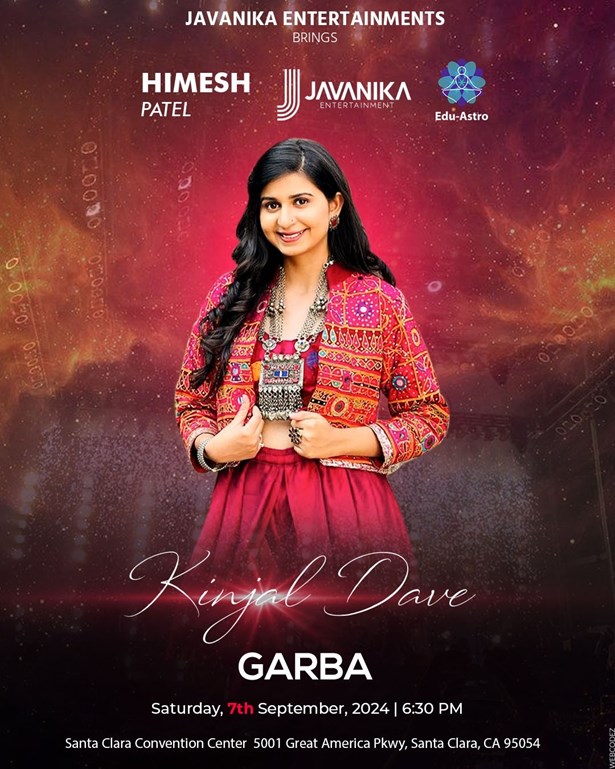 JAVANIKA ENTERTAINMENTS
BRINGS
HIMESH
PATEL
JAVANIKA
ENTERTAINMENT
Edu-Astro
Kinjal Dave
GARBA
Saturday, 7th September, 2024 | 6:30 PM
Santa Clara Convention Center 5001 Great America Pkwy, Santa Clara, CA 95054